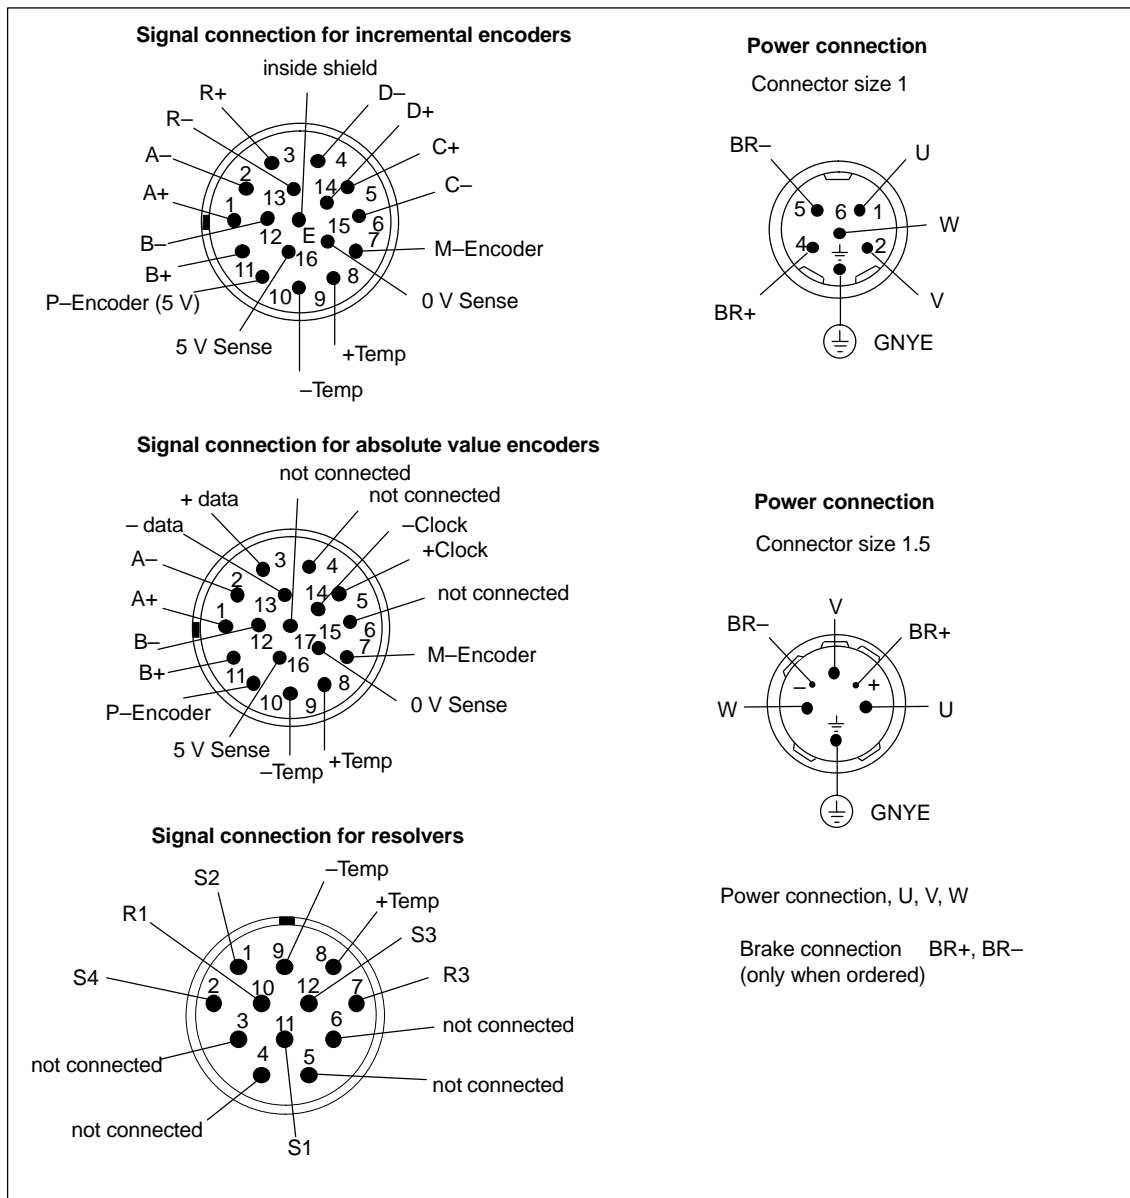 Signal connection for incremental encoders
inside shield
R+
D–
R–
D+
A–
C+
A+
C–
3
4
2
13
14
5
1
E
15
6
12
16
7
B–
M–Encoder
B+
11
10
9
8
P–Encoder (5 V)
0 V Sense
5 V Sense
+Temp
–Temp
Power connection
Connector size 1
BR–
U
5
6
1
W
4
2
BR+
V
GNYE
Signal connection for absolute value encoders
not connected
+ data
not connected
– data
–Clock
A–
+Clock
A+
not connected
3
4
2
13
14
5
1
15
6
12
17
7
16
B–
M–Encoder
B+
11
10
9
8
P–Encoder
0 V Sense
5 V Sense
+Temp
–Temp
Power connection
Connector size 1.5
V
BR–
BR+
–
+
W
U
GNYE
Signal connection for resolvers
S2
–Temp
R1
+Temp
S3
S4
R3
1
9
8
2
10
12
7
3
11
6
4
5
not connected
not connected
not connected
not connected
S1
Power connection, U, V, W
Brake connection BR+, BR–
(only when ordered)